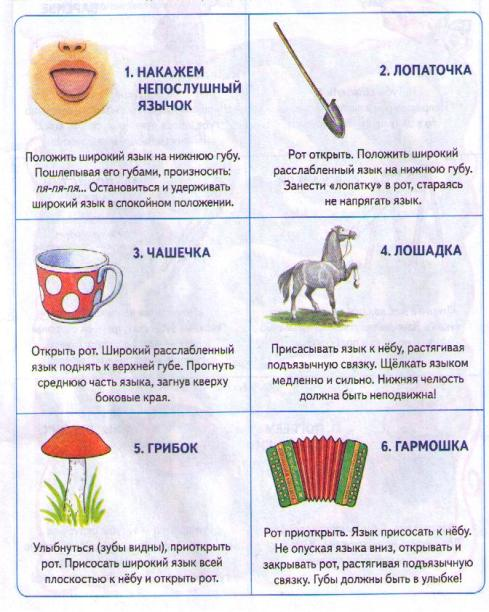 1. НАКАЖЕМ
НЕПОСЛУШНЫЙ
ЯЗЫЧОК
Положить широкий язык на нижнюю губу.
Пошлепывая его губами, произносить:
пя-пя-пя... Остановиться и удерживать
широкий язык в спокойном положении.
2. ЛОПАТОЧКА
Рот открыть. Положить широкий
расслабленный язык на нижнюю губу.
Занести «лопатку» в рот, стараясь
не напрягать язык.
3. ЧАШЕЧКА
Открыть рот. Широкий расслабленный
язык поднять к верхней губе. Прогнуть
среднюю часть языка, загнув кверху
боковые края.
4. ЛОШАДКА
Присасывать язык к нёбу, растягивая
подъязычную связку. Щёлкать языком
медленно и сильно. Нижняя челюсть
должна быть неподвижна!
5. ГРИБОК
Улыбнуться (зубы видны), приоткрыть
рот. Присосать широкий язык всей
плоскостью к нёбу и открыть рот.
6. ГАРМОШКА
Рот приоткрыт. Язык присосать к нёбу.
Не опуская языка вниз, открывать и
закрывать рот, растягивая подъязычную
связку. Губы должны быть в улыбке!